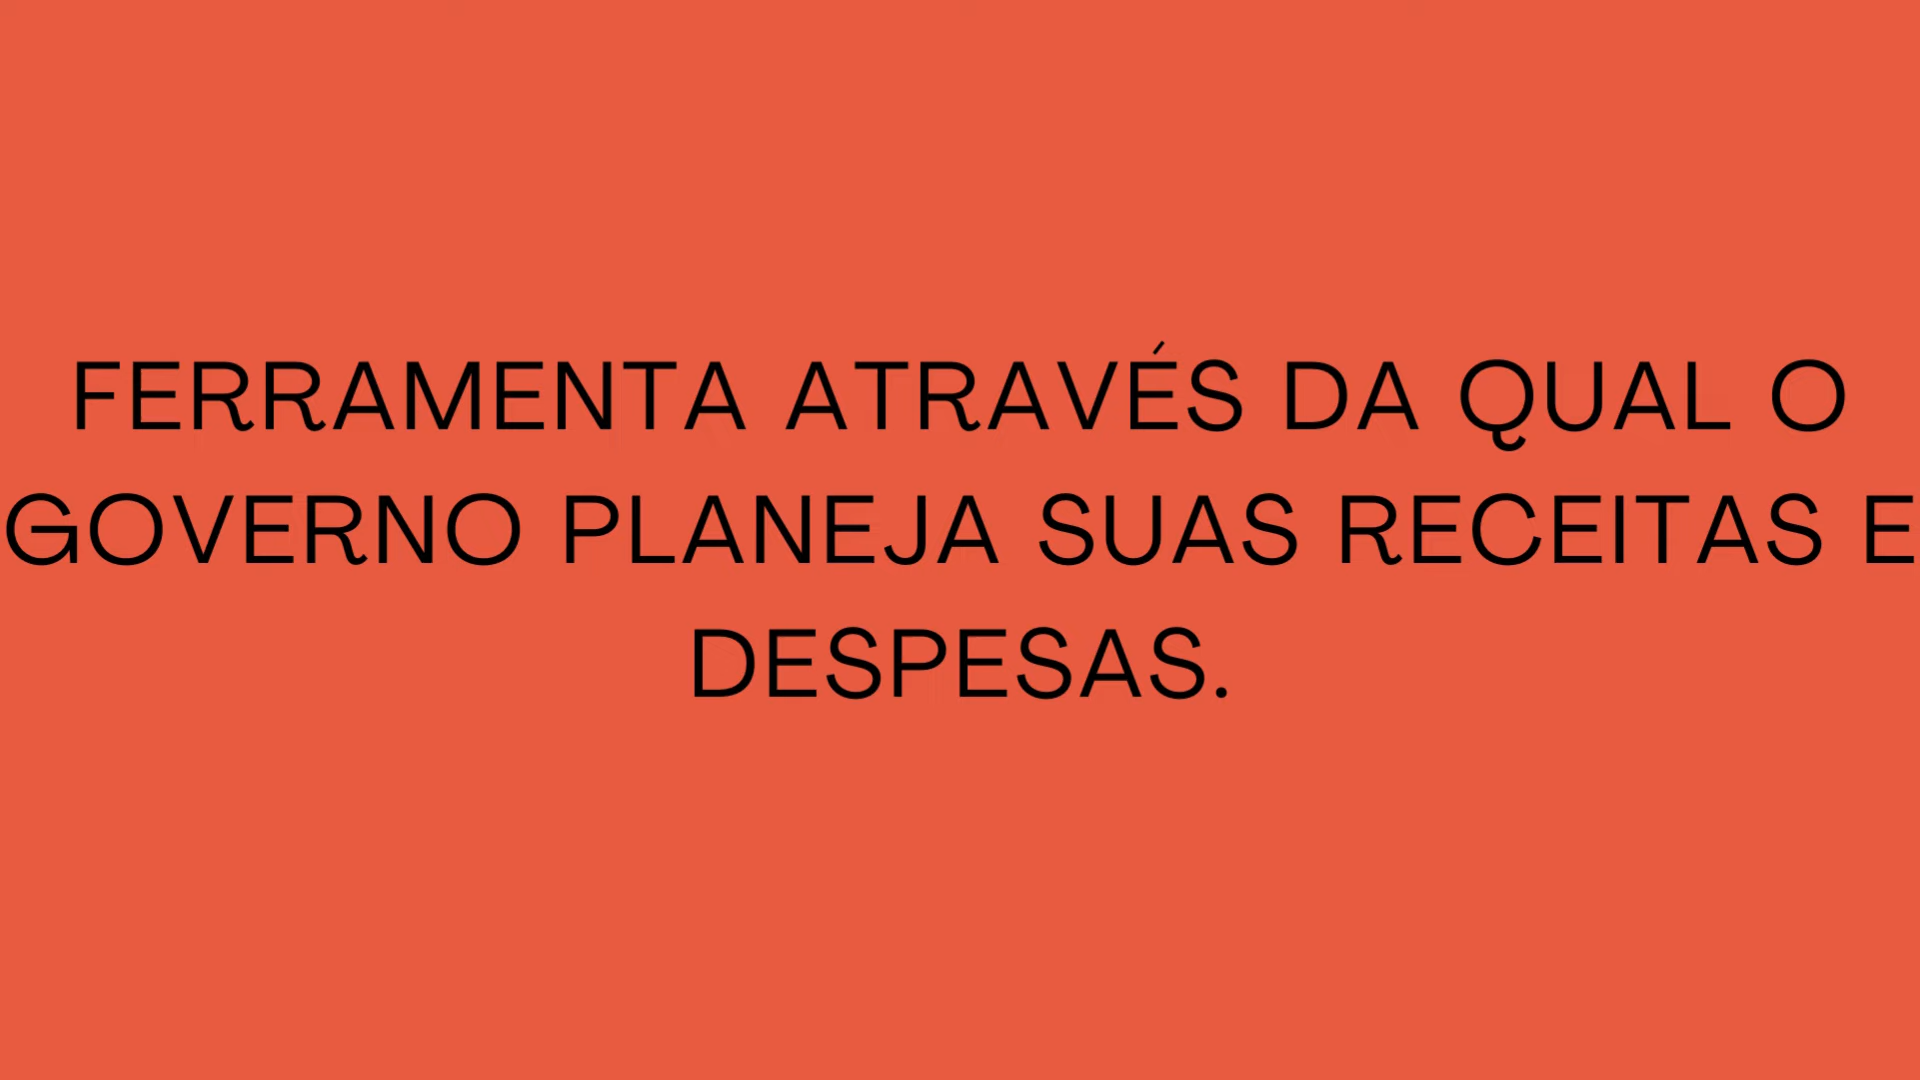 FERRAMENTA ATRAVÉS DA QUAL O
GOVERNO PLANEJA SUAS RECEITAS E
DESPESAS.